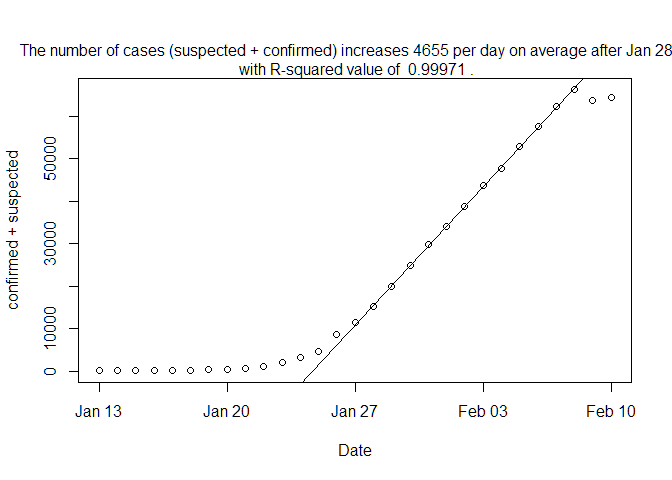 The number of cases (suspected + confirmed) increases 4655 per day on average after Jan 28
with R-squared value of  0.99971 .
confirmed + suspected
50000
30000
10000
0
Jan 13
Jan 20
Jan 27
Feb 03
Feb 10
Date